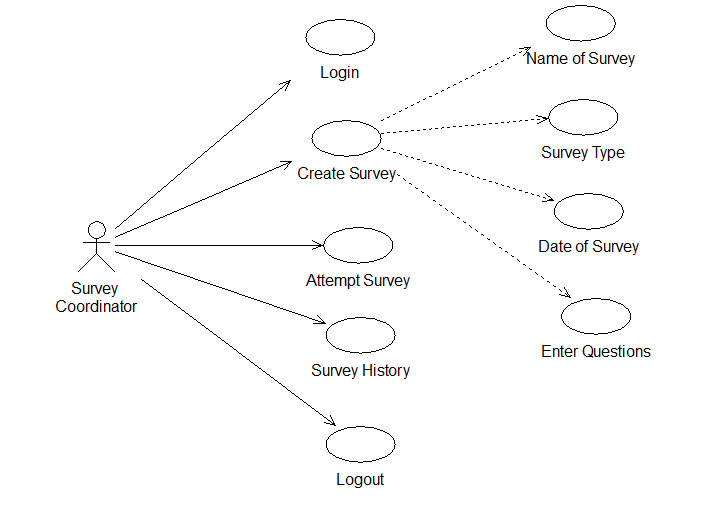 Name of Survey
Login
Survey Type
Create Survey
Date of Survey
Attempt Survey
Survey
Coordinator
Enter Questions
Survey History
Logout